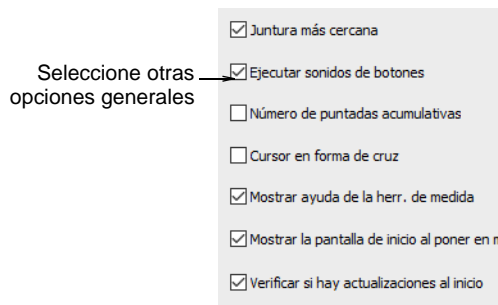 Juntura más cercana
Seleccione otras
opciones generales
Ejecutar sonidos de botones
Número de puntadas acumulativas
Cursor en forma de cruz
Mostrar ayuda de la herr. de medida
Mostrar la pantalla de inicio al poner en
Verificar si hay actualizaciones al inicio